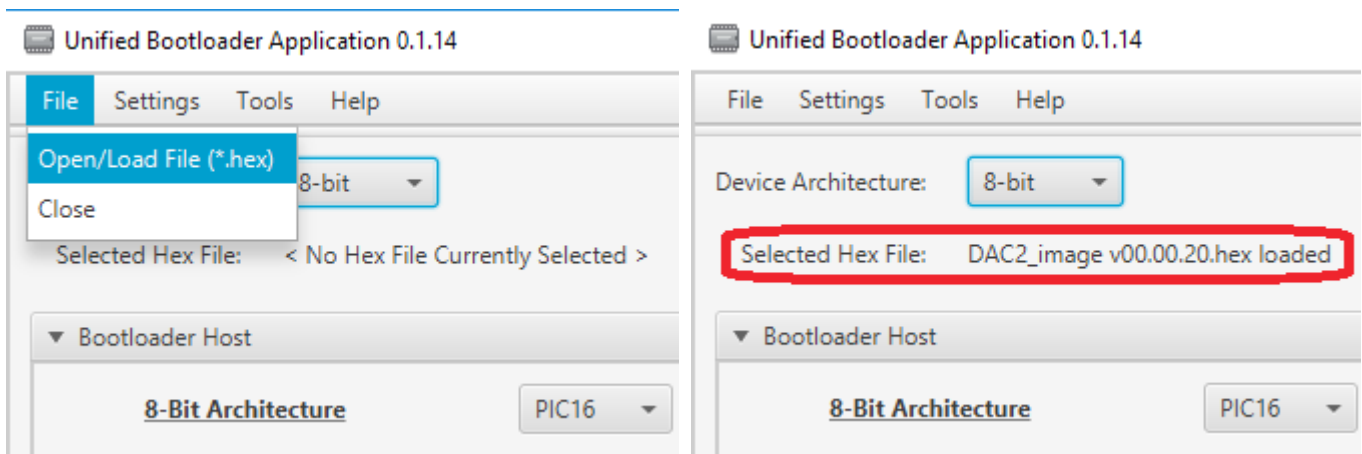 Unified Bootloader Application 0.1.14
File Settings Tools Help
Open/Load File (*.hex)
8-bit
Close
Selected Hex File: < No Hex File Currently Selected >
Bootloader Host
8-Bit Architecture PIC16
Unified Bootloader Application 0.1.14
File Settings Tools Help
Device Architecture: 8-bit
Selected Hex File: DAC2_image v00.00.20.hex loaded
Bootloader Host
8-Bit Architecture PIC16